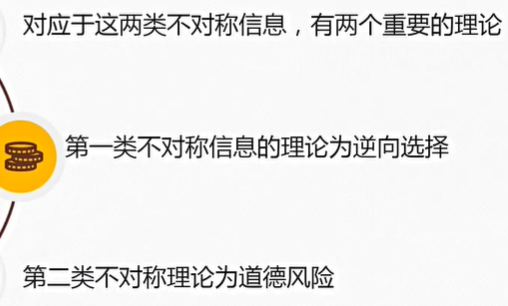 对应于这两类不对称信息，有两个重要的理论
第一类不对称信息的理论为逆向选择
第二类不对称理论为道德风险